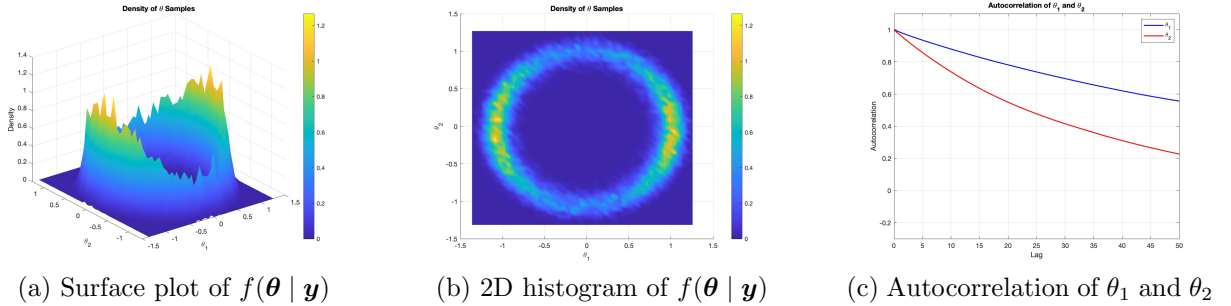 Density of θ Samples
1.4
1.2
1
0.8
0.6
0.4
0.2
0
Density
1
0.5
0
-0.5
-1
θ2
-1.5
-1
-0.5
0
0.5
1
1.5
θ1
1.2
1
0.8
0.6
0.4
0.2
0
(a) Surface plot of f(θ | y)
Density of θ Samples
1.5
1
0.5
0
-0.5
-1
-1.5
θ2
-1.5 -1 -0.5 0 0.5 1 1.5
θ1
1.2
1
0.8
0.6
0.4
0.2
0
(b) 2D histogram of f(θ | y)
Autocorrelation of θ1 and θ2
1
0.8
0.6
0.4
0.2
0
-0.2
Autocorrelation
0 5 10 15 20 25 30 35 40 45 50
Lag
θ1
θ2
(c) Autocorrelation of θ1 and θ2